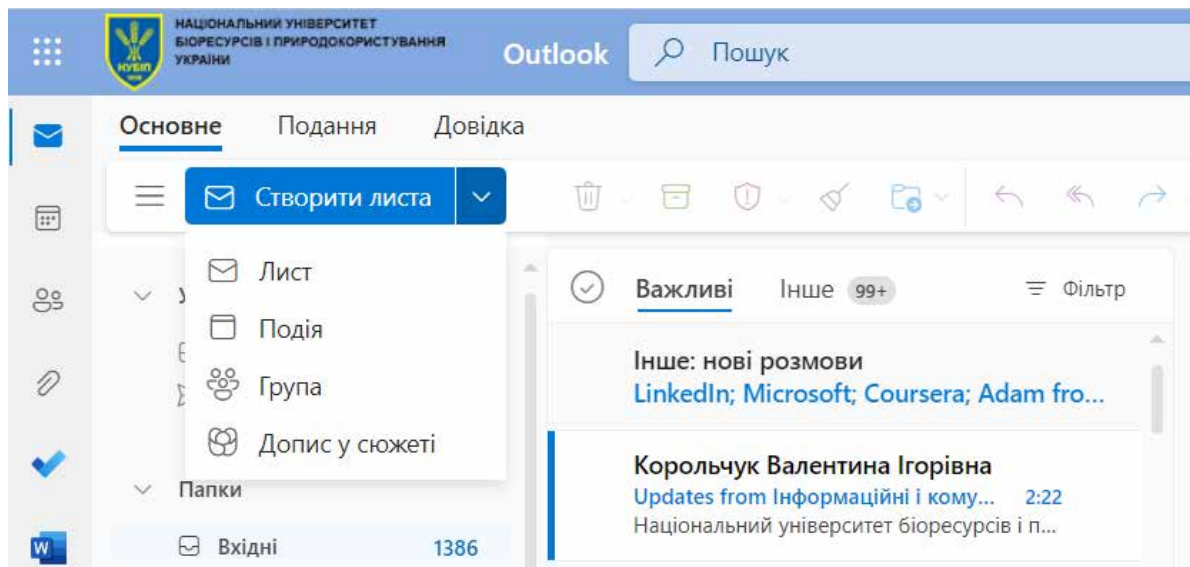 НАЦІОНАЛЬНИЙ УНІВЕРСИТЕТ
БІОРЕСУРСІВ І ПРИРОДОКОРИСТУВАННЯ
УКРАЇНИ
НУБІП
Outlook
Пошук
Основне Подання Довідка
Створити листа
Лист
Подія
Група
Допис у сюжеті
Папки
Вхідні 1386
Важливі Інше 99+ Фільтр
Інше: нові розмови
LinkedIn; Microsoft; Coursera; Adam fro...
Корольчук Валентина Ігорівна
Updates from Інформаційні і кому... 2:22
Національний університет біоресурсів і п...
W